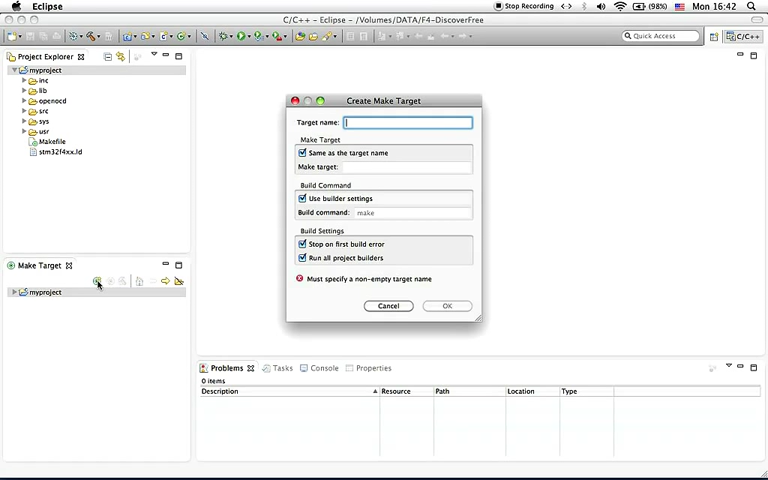 Eclipse Stop Recording (98%) Mon 16:42
C/C++ - Eclipse - /Volumes/DATA/F4-DiscoverFree
Quick Access C/C++
Project Explorer
myproject
inc
lib
openocd
src
sys
usr
Makefile
stm32f4xx.ld
Make Target
myproject
Create Make Target
Target name:
Make Target
Same as the target name
Make target:
Build Command
Use builder settings
Build command: make
Build Settings
Stop on first build error
Run all project builders
Must specify a non-empty target name
Cancel OK
Problems Tasks Console Properties
0 items
Description Resource Path Location Type